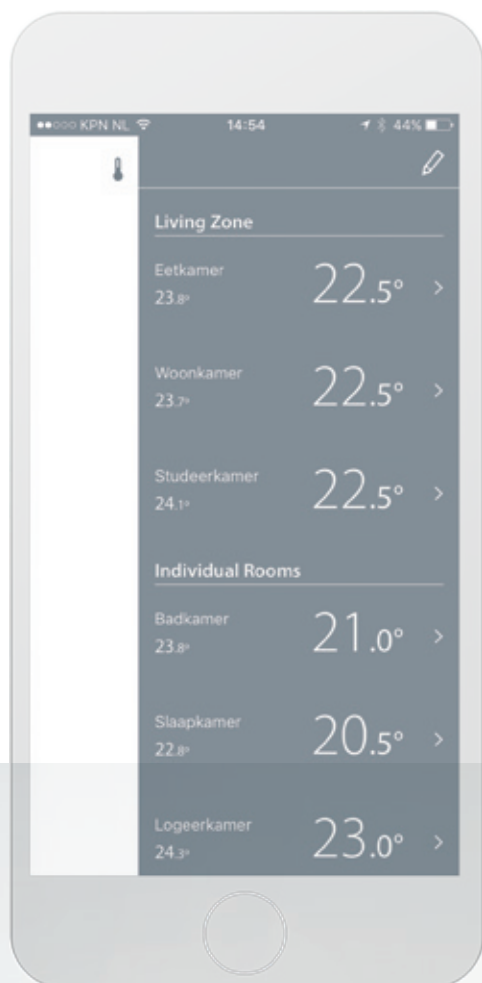 KPN NL 14:54 44%
Living Zone
Eetkamer
23.8° 22.5°
Woonkamer
23.7° 22.5°
Studeerkamer
24.1° 22.5°
Individual Rooms
Badkamer
23.8° 21.0°
Slaapkamer
22.8° 20.5°
Logeerkamer
24.3° 23.0°